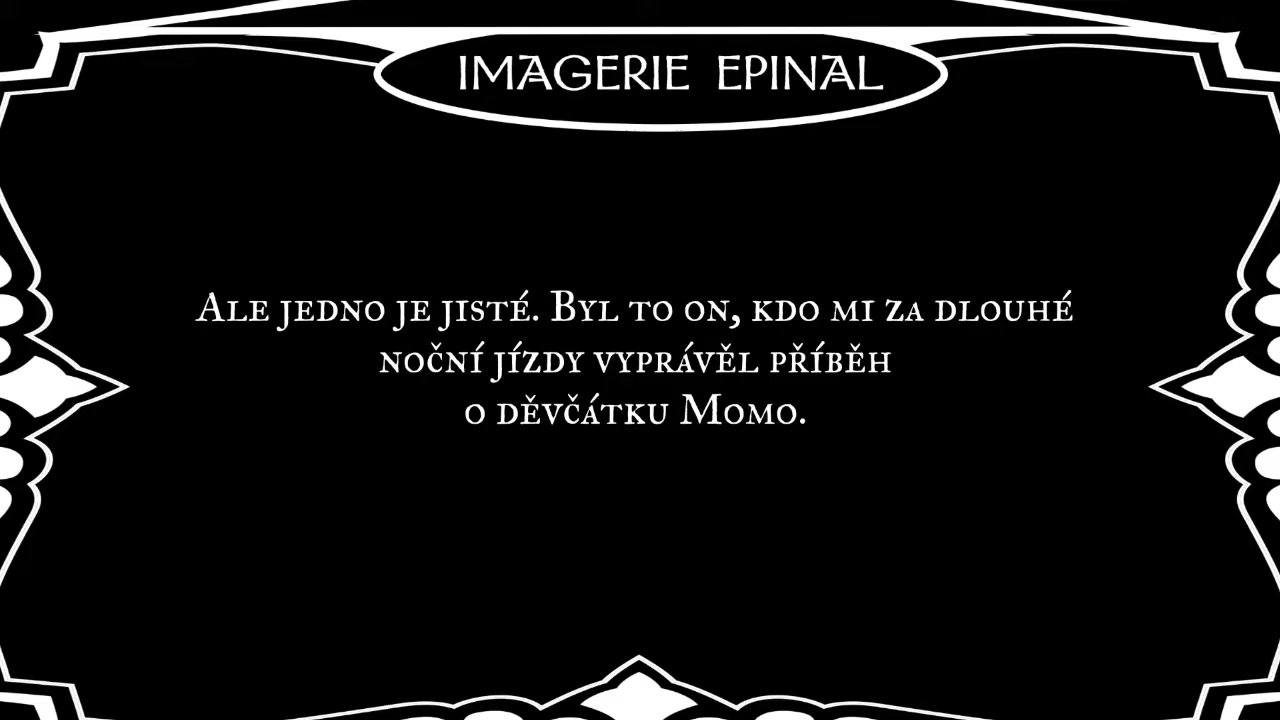 IMAGERIE EPINAL
Ale jedno je jisté. Byl to on, kdo mi za dlouhé
noční jízdy vyprávěl příběh
o děvčátku Momo.